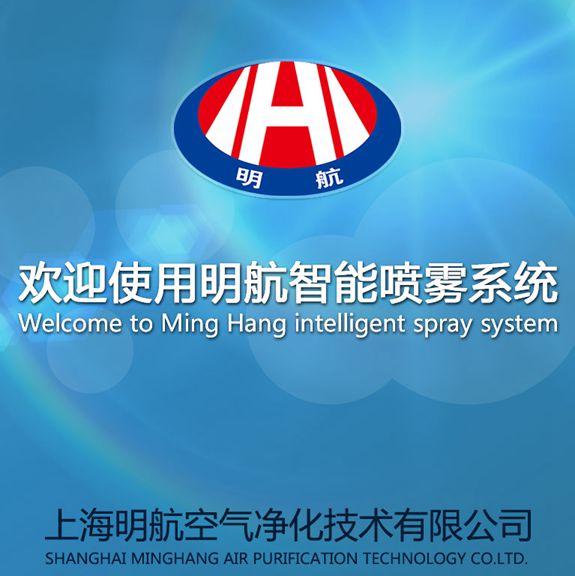 明 航
欢迎使用明航智能喷雾系统
Welcome to Ming Hang intelligent spray system
上海明航空气净化技术有限公司
SHANGHAI MINGHANG AIR PURIFICATION TECHNOLOGY CO.LTD.